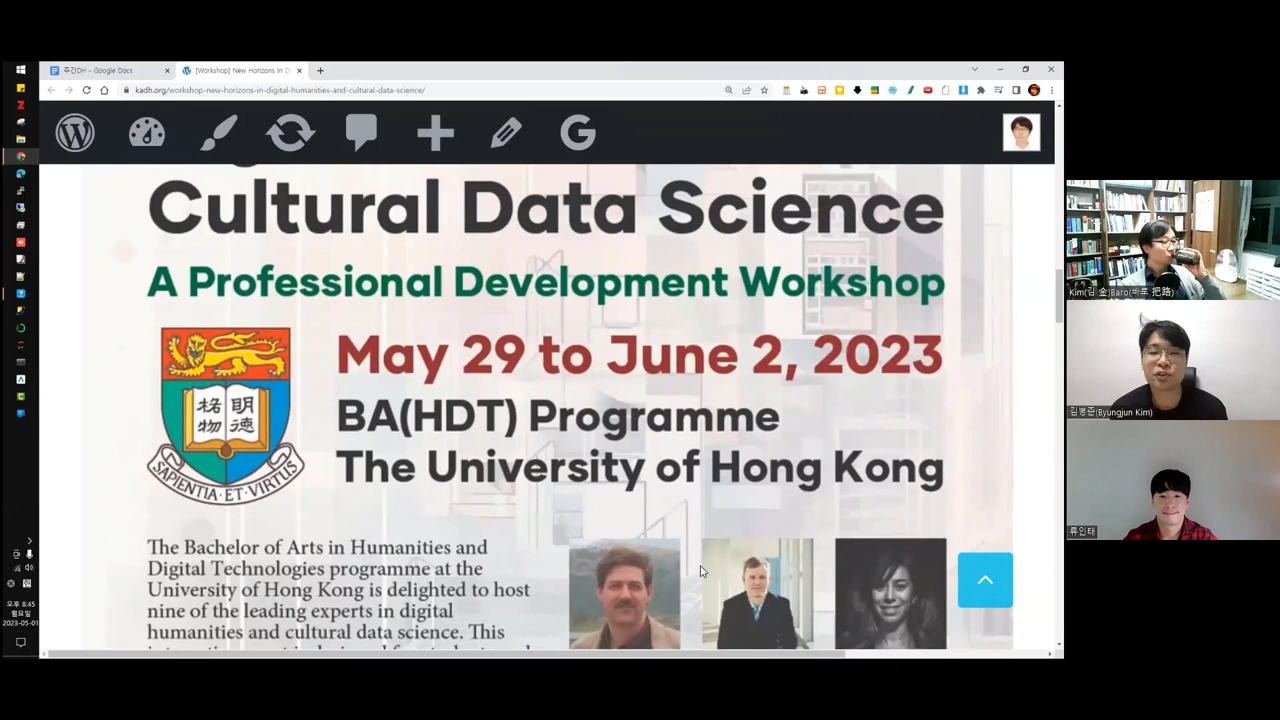 주간DH - Google Docs
[Workshop] New Horizons in D
kadh.org/workshop-new-horizons-in-digital-humanities-and-cultural-data-science/
Cultural Data Science
A Professional Development Workshop
May 29 to June 2, 2023
BA(HDT) Programme
The University of Hong Kong
明德
格物
SAPIENTIA·ET·VIRTUS
The Bachelor of Arts in Humanities and
Digital Technologies programme at the
University of Hong Kong is delighted to host
nine of the leading experts in digital
humanities and cultural data science. This
Kim(김 金)Baro(바로 把路)
김병준(Byungjun Kim)
류인태
오후 8:45
월요일
2023-05-01